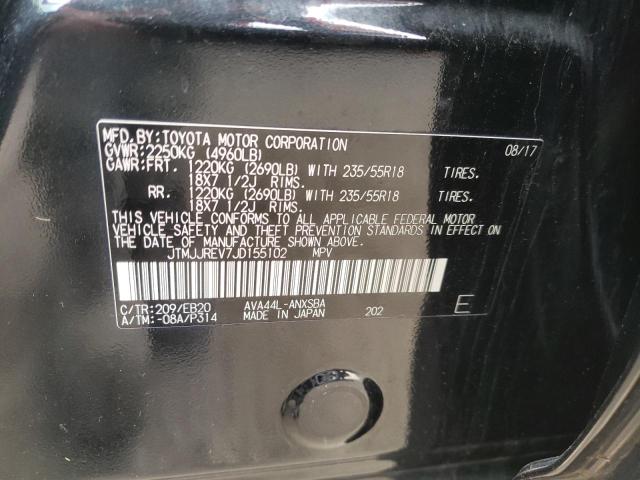 MFD. BY:TOYOTA MOTOR CORPORATION 08/17
GVWR:2250KG (4960LB)
GAWR:FRT. 1220KG (2690LB) WITH 235/55R18 TIRES.
18X7 1/2J RIMS.
RR. 1220KG (2690LB) WITH 235/55R18 TIRES.
18X7 1/2J RIMS.
THIS VEHICLE CONFORMS TO ALL APPLICABLE FEDERAL MOTOR
VEHICLE SAFETY AND THEFT PREVENTION STANDARDS IN EFFECT
ON THE DATE OF MANUFACTURE SHOWN ABOVE.
JTMJJREV7JD155102 MPV
C/TR:209/EB20 AVA44L-ANXSBA
A/TM:-08A/P314 MADE IN JAPAN 202 E